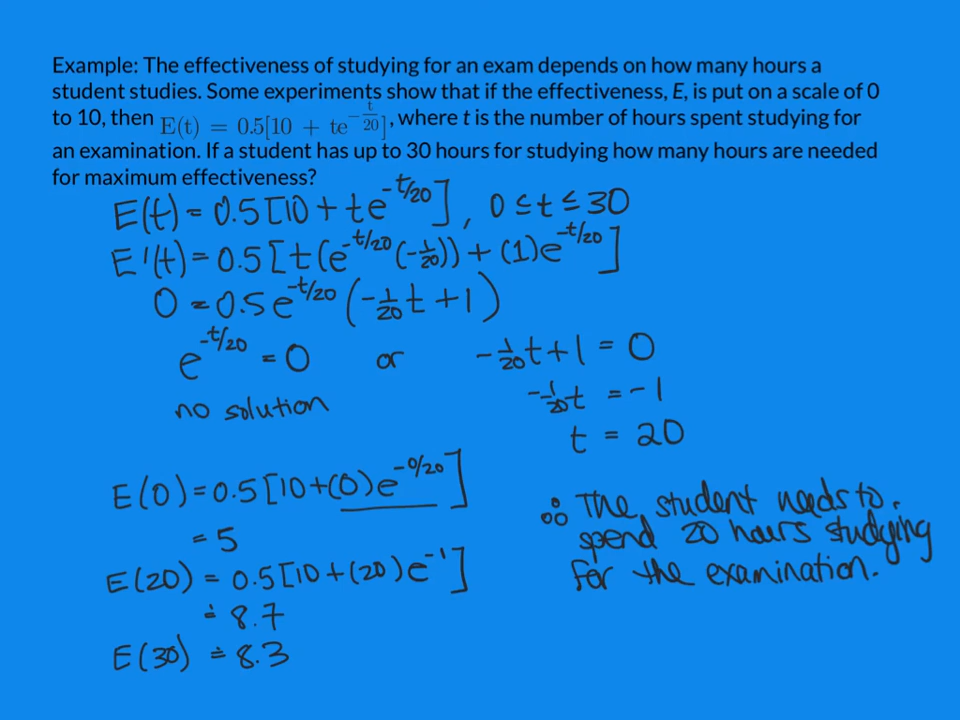 Example: The effectiveness of studying for an exam depends on how many hours a
student studies. Some experiments show that if the effectiveness, E, is put on a scale of 0
to 10, then E(t) = 0.5[10 + te^{-t/20}], where t is the number of hours spent studying for
an examination. If a student has up to 30 hours for studying how many hours are needed
for maximum effectiveness?
E(t) = 0.5[10 + te^{-t/20}], 0 ≤ t ≤ 30
E'(t) = 0.5[t(e^{-t/20}(-1/20)) + (1)e^{-t/20}]
0 = 0.5e^{-t/20}(-1/20 t + 1)
e^{-t/20} = 0 or -1/20 t + 1 = 0
no solution
-1/20 t = -1
t = 20
E(0) = 0.5[10+(0)e^{-0/20}]
= 5
E(20) = 0.5[10+(20)e^{-1}]
≐ 8.7
E(30) ≐ 8.3
∴ The student needs to
spend 20 hours studying
for the examination.